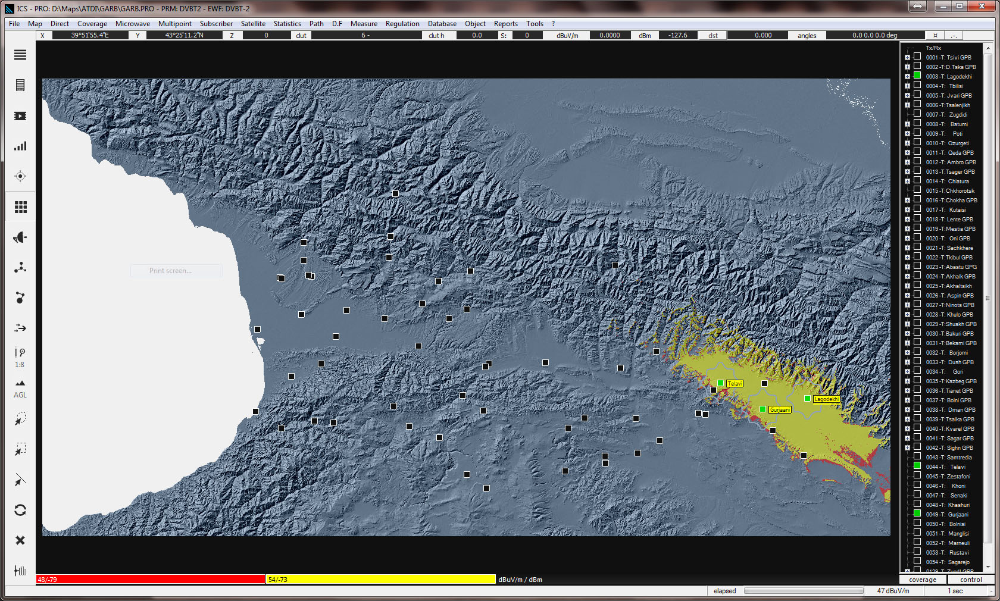 ICS - PRO: D:\Maps\ATDI\GARB\GARB.PRO - PRM: DVBT2 - EWF: DVBT-2
File Map Direct Coverage Microwave Multipoint Subscriber Satellite Statistics Path D.F Measure Regulation Database Object Reports Tools ?
X 39°51'55.4"E Y 43°25'11.2"N Z 0 clut 6 - clut h 0.0 S: 0 dBuV/m 0.0000 dBm -127.6 dst 0.000 angles 0.0 0.0 0.0 deg
1:8
AGL
Print screen...
Telavi
Lagodekhi
Gurjaani
Tx/Rx
0001 -T: Tsivi GPB
0002 -T:D.Tska GPB
0003 -T: Lagodekhi
0004 -T: Tbilisi
0005 -T: Jvari GPB
0006 -T:Tsalenjikh
0007 -T: Zugdidi
0008 -T: Batumi
0009 -T: Poti
0010 -T: Ozurgeti
0011 -T: Qeda GPB
0012 -T: Ambro GPB
0013 -T:Tsager GPB
0014 -T: Chiatura
0015 -T:Chkhorotsk
0016 -T:Chokha GPB
0017 -T: Kutaisi
0018 -T: Lente GPB
0019 -T:Mestia GPB
0020 -T: Oni GPB
0021 -T: Sachkhere
0022 -T:Tkibul GPB
0023 -T:Abastu GPG
0024 -T: Akhalk GPB
0025 -T: Akhaltsikh
0026 -T: Aspin GPB
0027 -T:Ninots GPB
0028 -T: Khulo GPB
0029 -T:Shuakh GPB
0030 -T:Bakuri GPB
0031 -T:Bekami GPB
0032 -T: Borjomi
0033 -T: Dush GPB
0034 -T: Gori
0035 -T:Kazbeg GPB
0036 -T:Tianet GPB
0037 -T: Bolni GPB
0038 -T: Dman GPB
0039 -T:Tsalka GPB
0040 -T:Kvarel GPB
0041 -T: Sagar GPB
0042 -T: Sighn GPB
0043 -T: Samtredia
0044 -T: Telavi
0045 -T: Zestafoni
0046 -T: Khoni
0047 -T: Senaki
0048 -T: Khashuri
0049 -T: Gurjaani
0050 -T: Bolnisi
0051 -T: Manglisi
0052 -T: Marneuli
0053 -T: Rustavi
0054 -T: Sagarejo
48/-79 54/-73 dBuV/m / dBm
coverage control
elapsed 47 dBuV/m 1 sec